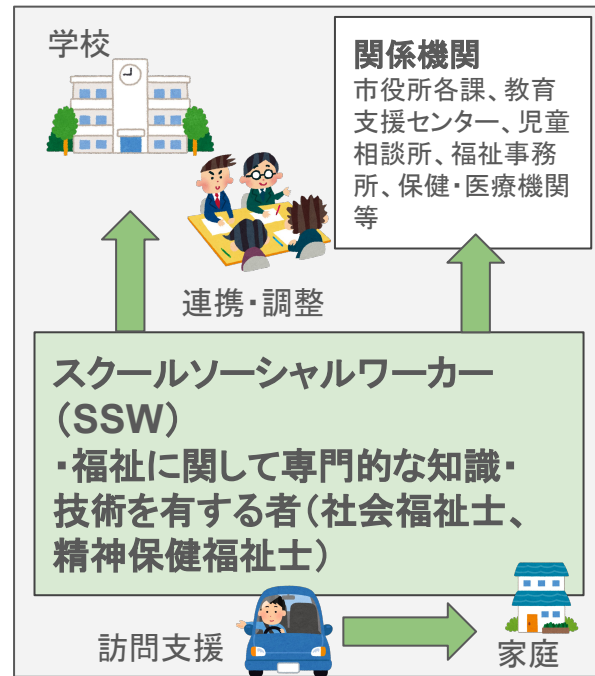 学校
関係機関
市役所各課、教育
支援センター、児童
相談所、福祉事務
所、保健・医療機関
等
連携・調整
スクールソーシャルワーカー
（SSW）
・福祉に関して専門的な知識・
技術を有する者（社会福祉士、
精神保健福祉士）
訪問支援
家庭